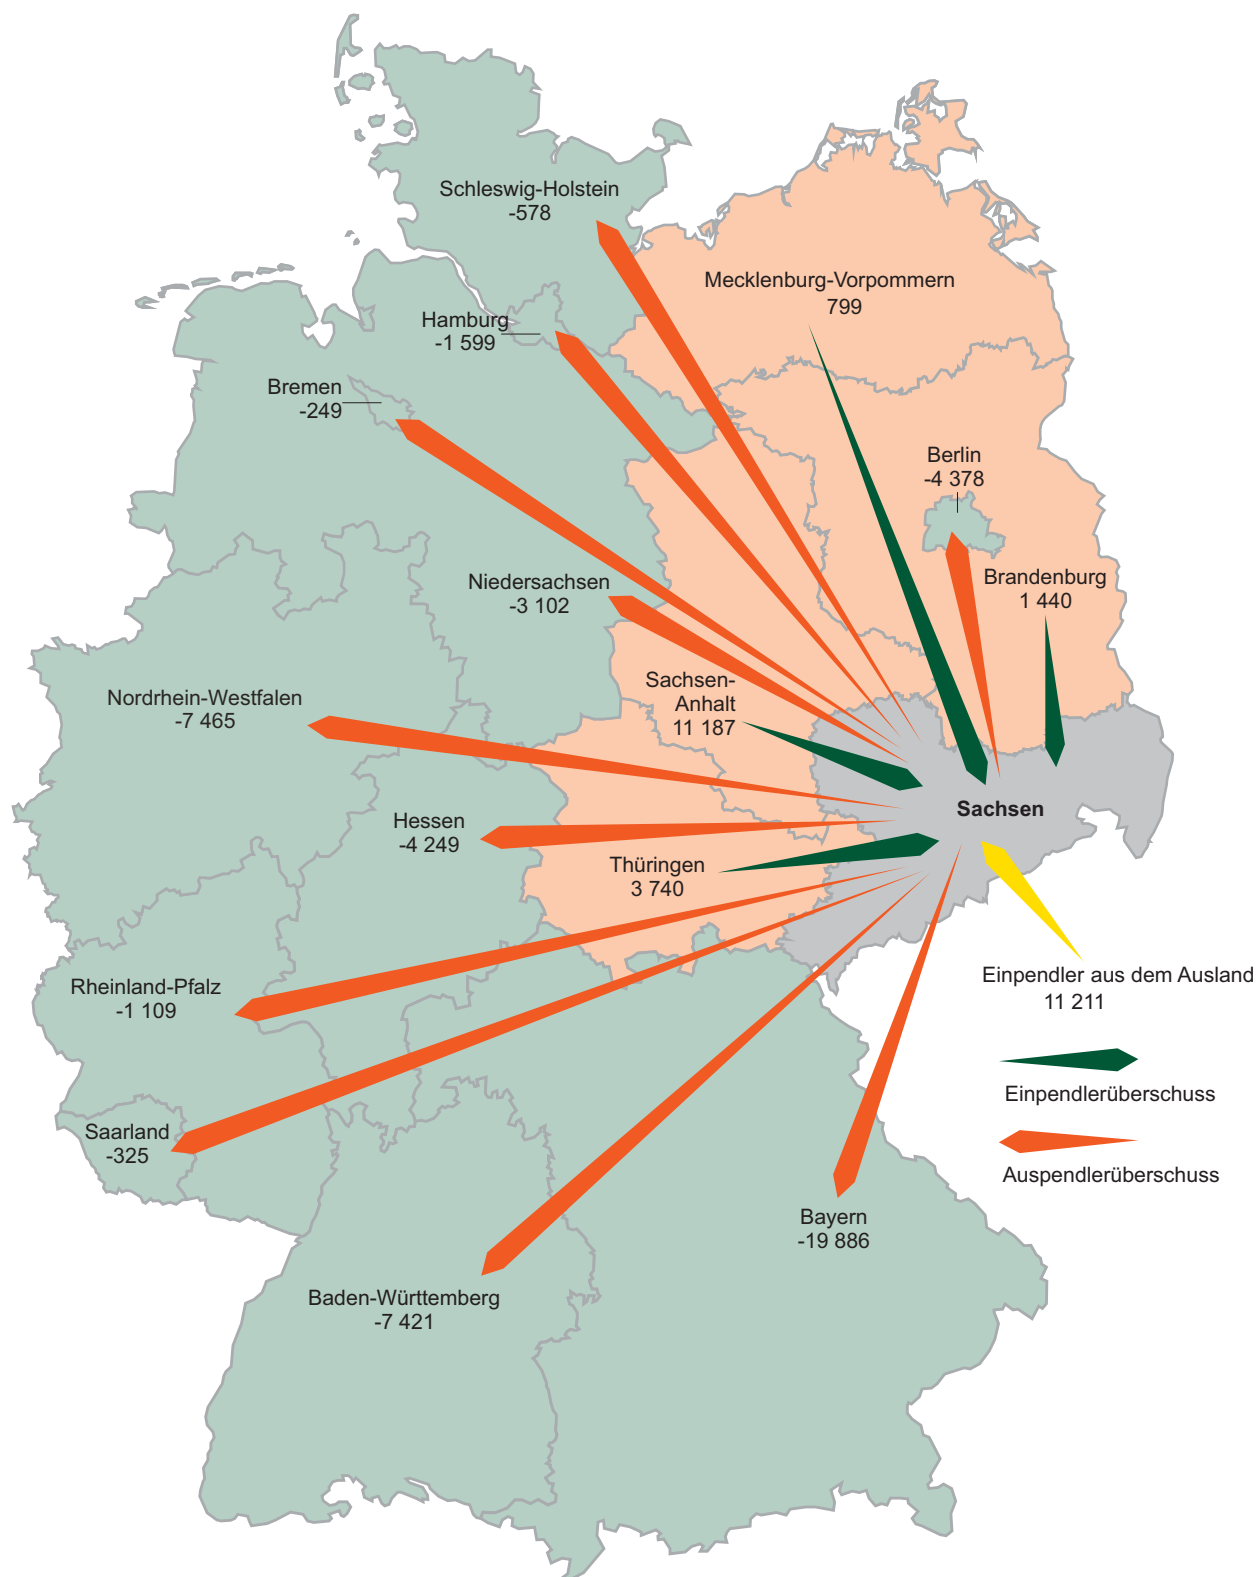 Schleswig-Holstein
-578
Mecklenburg-Vorpommern
799
Hamburg
-1 599
Bremen
-249
Berlin
-4 378
Brandenburg
1 440
Niedersachsen
-3 102
Sachsen-
Anhalt
11 187
Nordrhein-Westfalen
-7 465
Sachsen
Hessen
-4 249
Thüringen
3 740
Einpendler aus dem Ausland
11 211
Rheinland-Pfalz
-1 109
Einpendlerüberschuss
Saarland
-325
Auspendlerüberschuss
Bayern
-19 886
Baden-Württemberg
-7 421